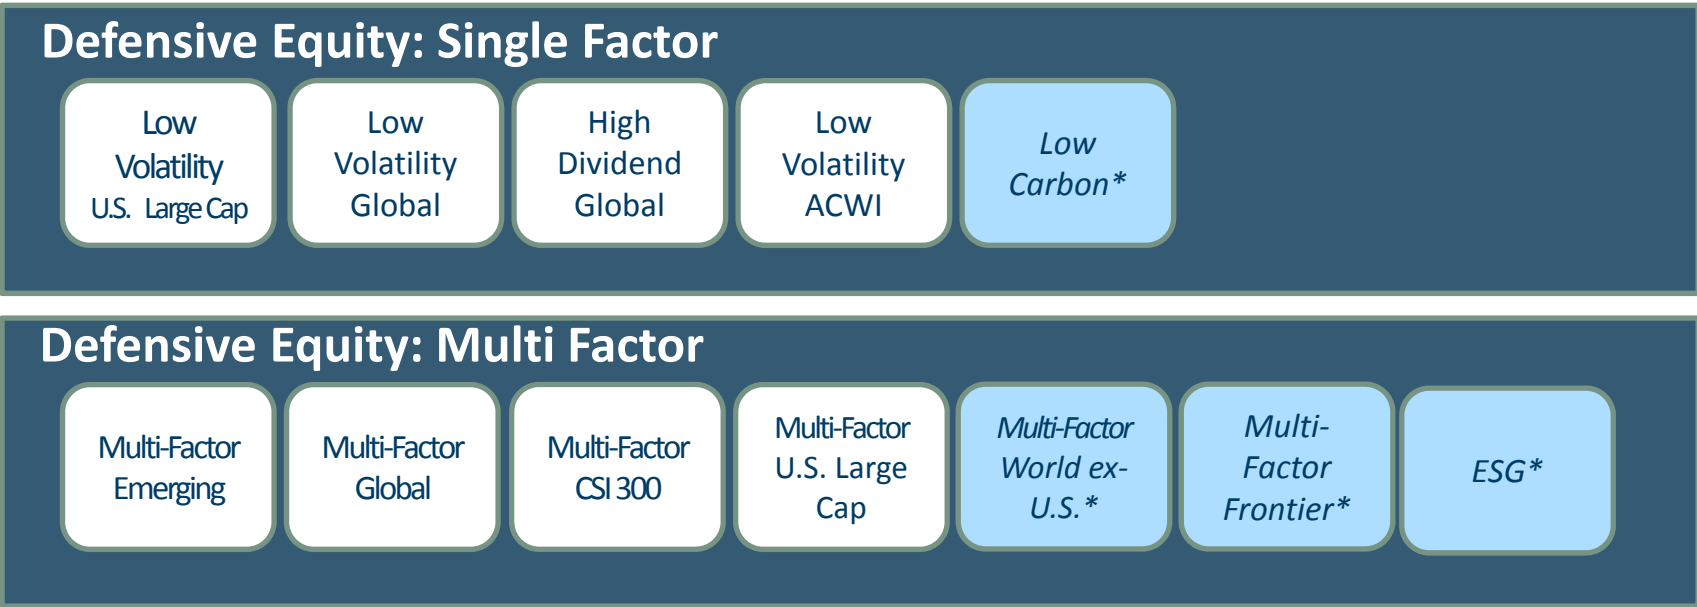 Defensive Equity: Single Factor
Low
Volatility
U.S. Large Cap
Low
Volatility
Global
High
Dividend
Global
Low
Volatility
ACWI
Low
Carbon*
Defensive Equity: Multi Factor
Multi-Factor
Emerging
Multi-Factor
Global
Multi-Factor
CSI 300
Multi-Factor
U.S. Large
Cap
Multi-Factor
World ex-
U.S.*
Multi-
Factor
Frontier*
ESG*